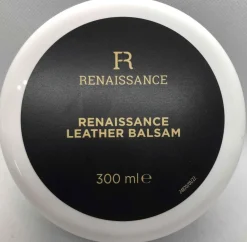 R
RENAISSANCE
RENAISSANCE
LEATHER BALSAM
300 ml ℮